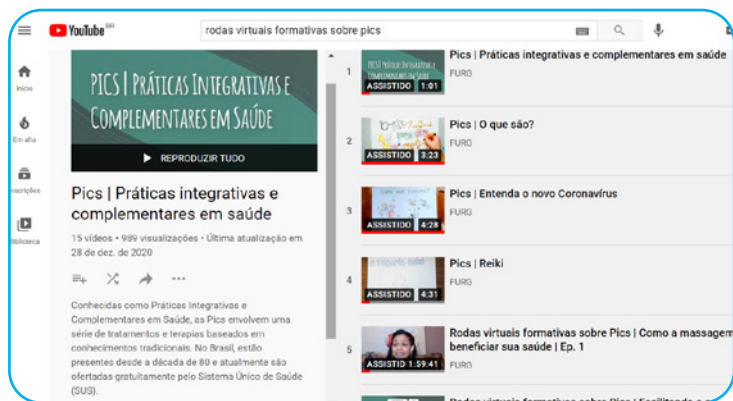 YouTube BR
rodas virtuais formativas sobre pics
Início
Em alta
PICS | PRÁTICAS INTEGRATIVAS E
COMPLEMENTARES EM SAÚDE
REPRODUZIR TUDO
Pics | Práticas integrativas e
complementares em saúde
15 vídeos • 989 visualizações • Última atualização em
28 de dez. de 2020
Conhecidas como Práticas Integrativas e
Complementares em Saúde, as Pics envolvem uma
série de tratamentos e terapias baseados em
conhecimentos tradicionais. No Brasil, estão
presentes desde a década de 80 e atualmente são
ofertadas gratuitamente pelo Sistema Único de Saúde
(SUS).
1
ASSISTIDO 1:01
Pics | Práticas integrativas e complementares em saúde
FURG
2
ASSISTIDO 3:23
Pics | O que são?
FURG
3
ASSISTIDO 4:28
Pics | Entenda o novo Coronavírus
FURG
4
ASSISTIDO 4:31
Pics | Reiki
FURG
5
ASSISTID 1:59:41
Rodas virtuais formativas sobre Pics | Como a massagem
beneficiar sua saúde | Ep. 1
FURG